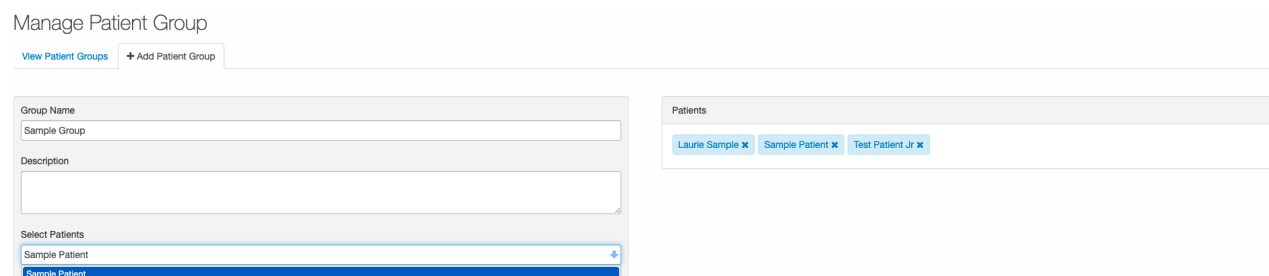 Manage Patient Group
View Patient Groups + Add Patient Group
Group Name
Sample Group
Description
Select Patients
Sample Patient
Sample Patient
Patients
Laurie Sample ✖ Sample Patient ✖ Test Patient Jr ✖